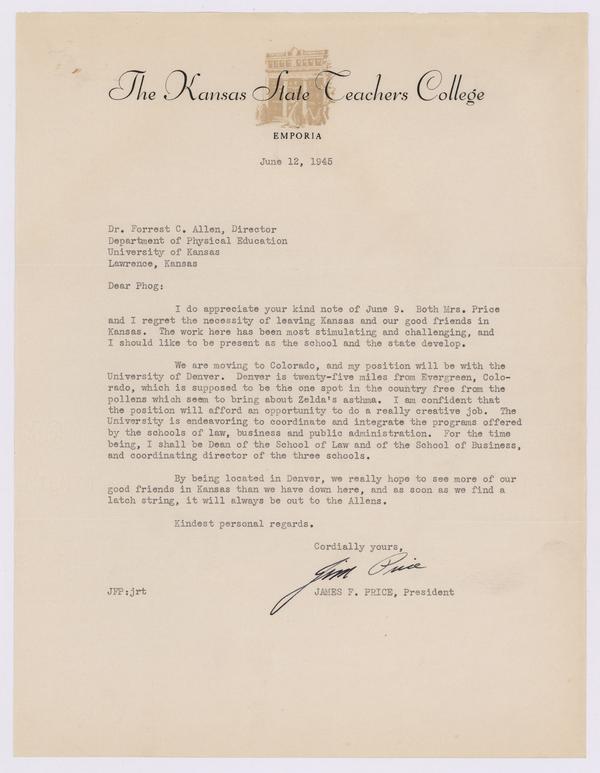 The Kansas State Teachers College
EMPORIA
June 12, 1945
Dr. Forrest C. Allen, Director
Department of Physical Education
University of Kansas
Lawrence, Kansas
Dear Phog:
I do appreciate your kind note of June 9. Both Mrs. Price
and I regret the necessity of leaving Kansas and our good friends in
Kansas. The work here has been most stimulating and challenging, and
I should like to be present as the school and the state develop.
We are moving to Colorado, and my position will be with the
University of Denver. Denver is twenty-five miles from Evergreen, Colo-
rado, which is supposed to be the one spot in the country free from the
pollens which seem to bring about Zelda's asthma. I am confident that
the position will afford an opportunity to do a really creative job. The
University is endeavoring to coordinate and integrate the programs offered
by the schools of law, business and public administration. For the time
being, I shall be Dean of the School of Law and of the School of Business,
and coordinating director of the three schools.
By being located in Denver, we really hope to see more of our
good friends in Kansas than we have down here, and as soon as we find a
latch string, it will always be out to the Allens.
Kindest personal regards.
Cordially yours,
Jim Price
JFP:jrt JAMES F. PRICE, President